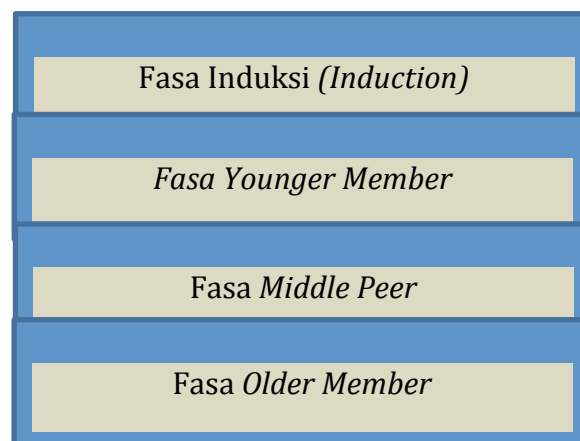 Fasa Induksi (Induction)
Fasa Younger Member
Fasa Middle Peer
Fasa Older Member